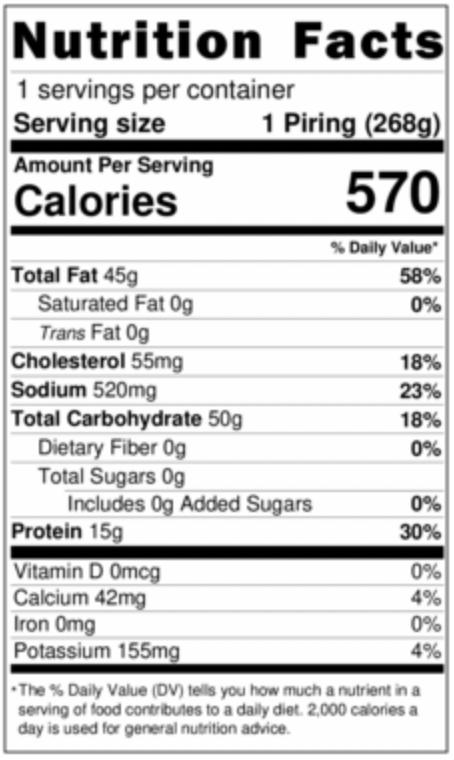 Nutrition Facts
1 servings per container
Serving size 1 Piring (268g)
Amount Per Serving
Calories 570
% Daily Value*
Total Fat 45g 58%
Saturated Fat 0g 0%
Trans Fat 0g
Cholesterol 55mg 18%
Sodium 520mg 23%
Total Carbohydrate 50g 18%
Dietary Fiber 0g 0%
Total Sugars 0g
Includes 0g Added Sugars 0%
Protein 15g 30%
Vitamin D 0mcg 0%
Calcium 42mg 4%
Iron 0mg 0%
Potassium 155mg 4%
*The % Daily Value (DV) tells you how much a nutrient in a
serving of food contributes to a daily diet. 2,000 calories a
day is used for general nutrition advice.